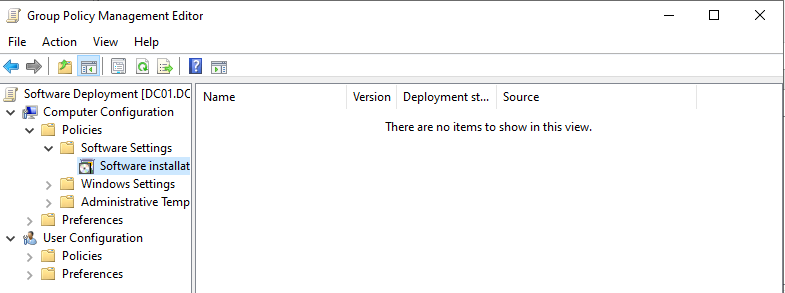 Group Policy Management Editor
File Action View Help
Software Deployment [DC01.DC
Computer Configuration
Policies
Software Settings
Software installat
Windows Settings
Administrative Temp
Preferences
User Configuration
Policies
Preferences
Name Version Deployment st... Source
There are no items to show in this view.